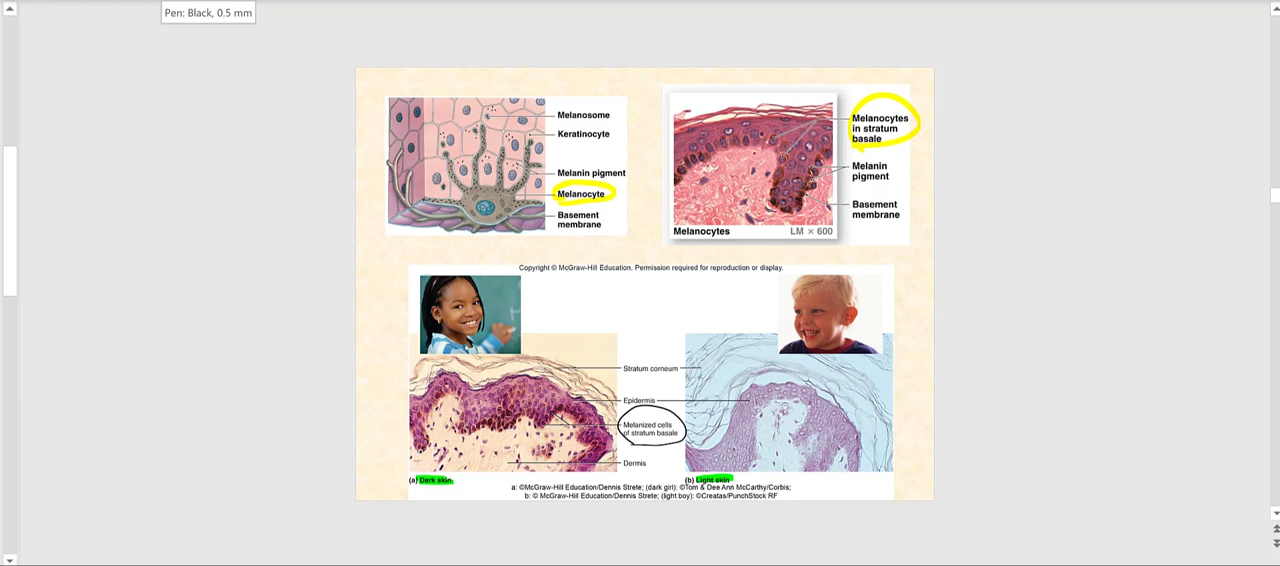 Pen: Black, 0.5 mm
Melanosome
Keratinocyte
Melanin pigment
Melanocyte
Basement
membrane
Melanocytes
in stratum
basale
Melanin
pigment
Basement
membrane
Melanocytes
LM × 600
Copyright © McGraw-Hill Education. Permission required for reproduction or display.
Stratum corneum
Epidermis
Melanized cells
of stratum basale
Dermis
(a) Dark skin
(b) Light skin
a: ©McGraw-Hill Education/Dennis Strete; (dark girl): ©Tom & Dee Ann McCarthy/Corbis;
b: © McGraw-Hill Education/Dennis Strete; (light boy): ©Creatas/PunchStock RF